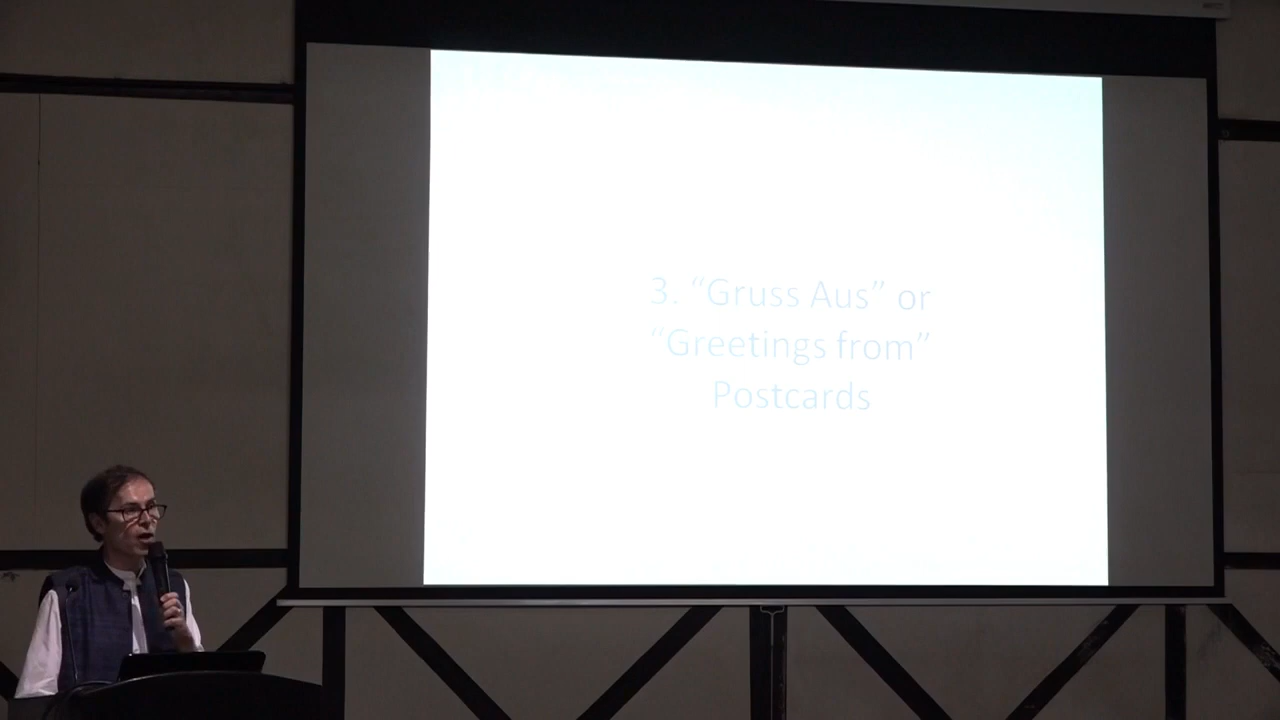 3. “Gruss Aus” or
“Greetings from”
Postcards